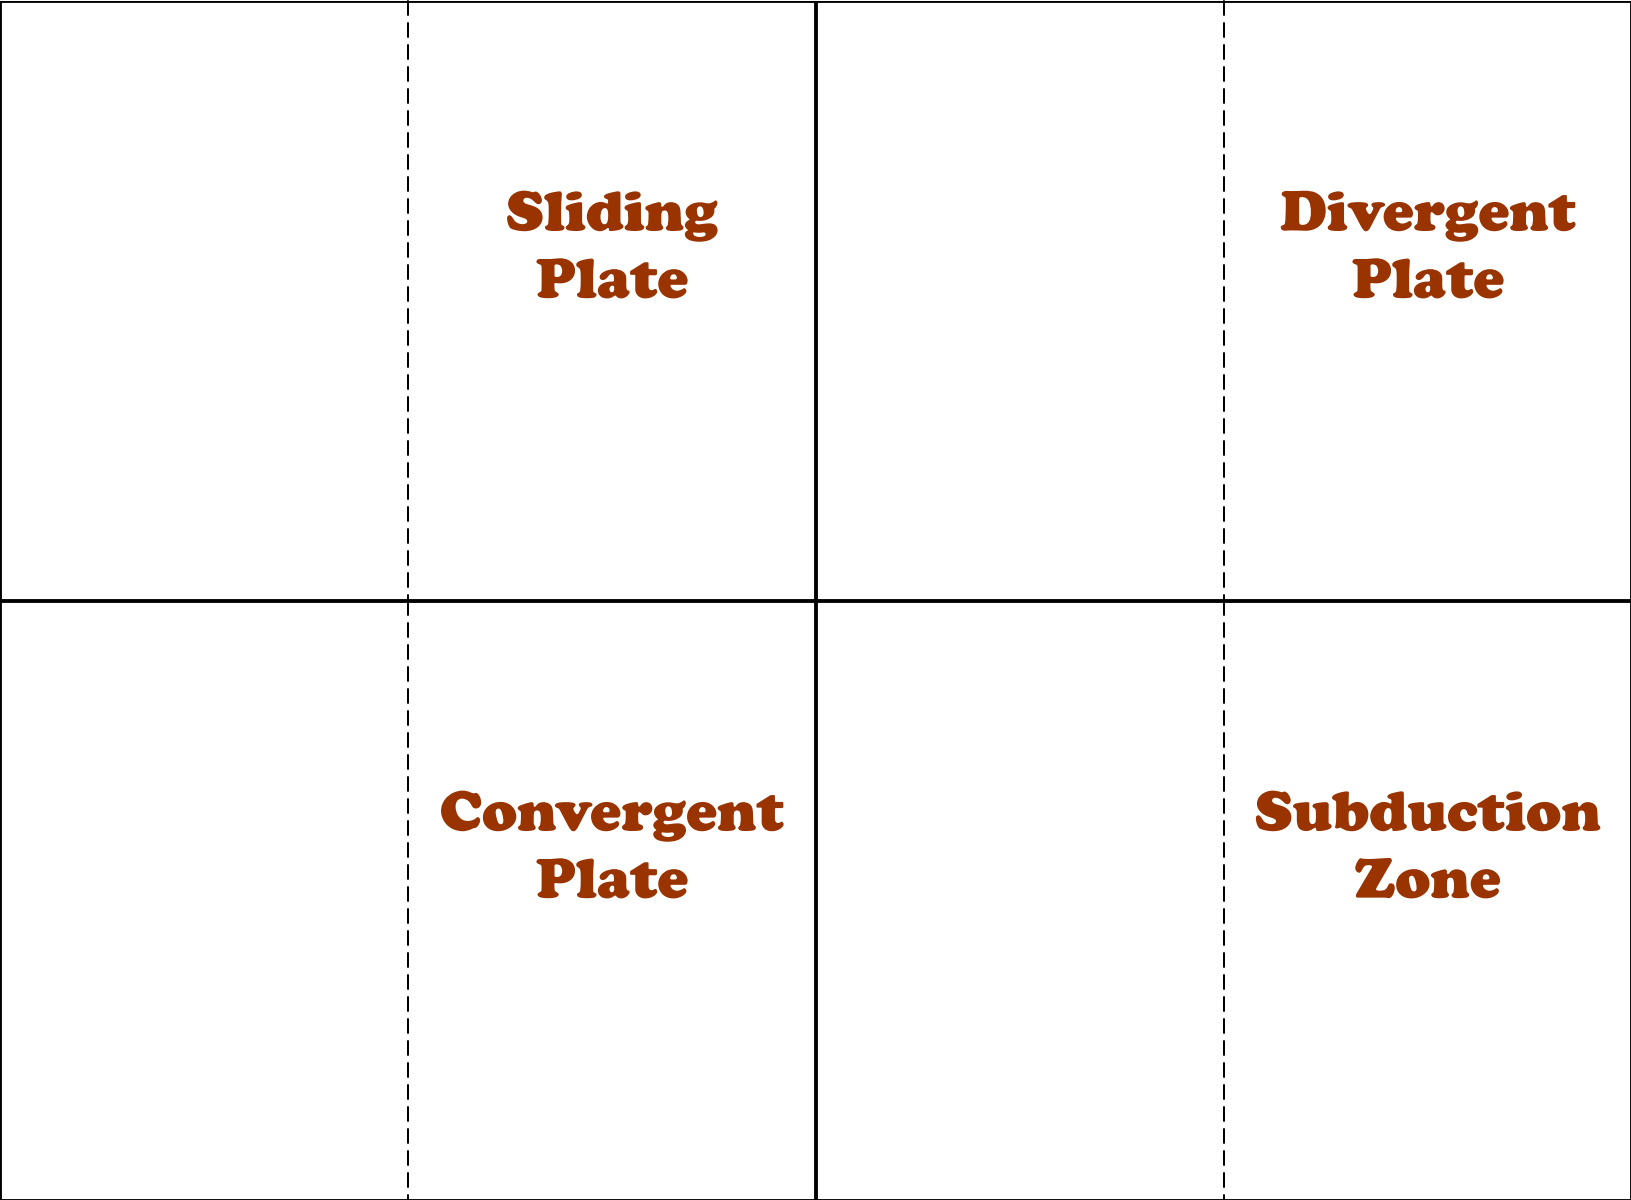 Sliding
Plate
Divergent
Plate
Convergent
Plate
Subduction
Zone